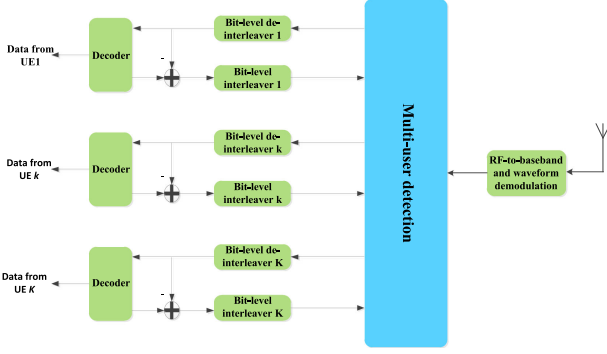 Bit-level de-
interleaver 1
Data from
UE1
Decoder
-
Bit-level
interleaver 1
Bit-level de-
interleaver k
Data from
UE k
Decoder
-
Bit-level
interleaver k
Bit-level de-
interleaver K
Data from
UE K
Decoder
-
Bit-level
interleaver K
Multi-user detection
RF-to-baseband
and waveform
demodulation